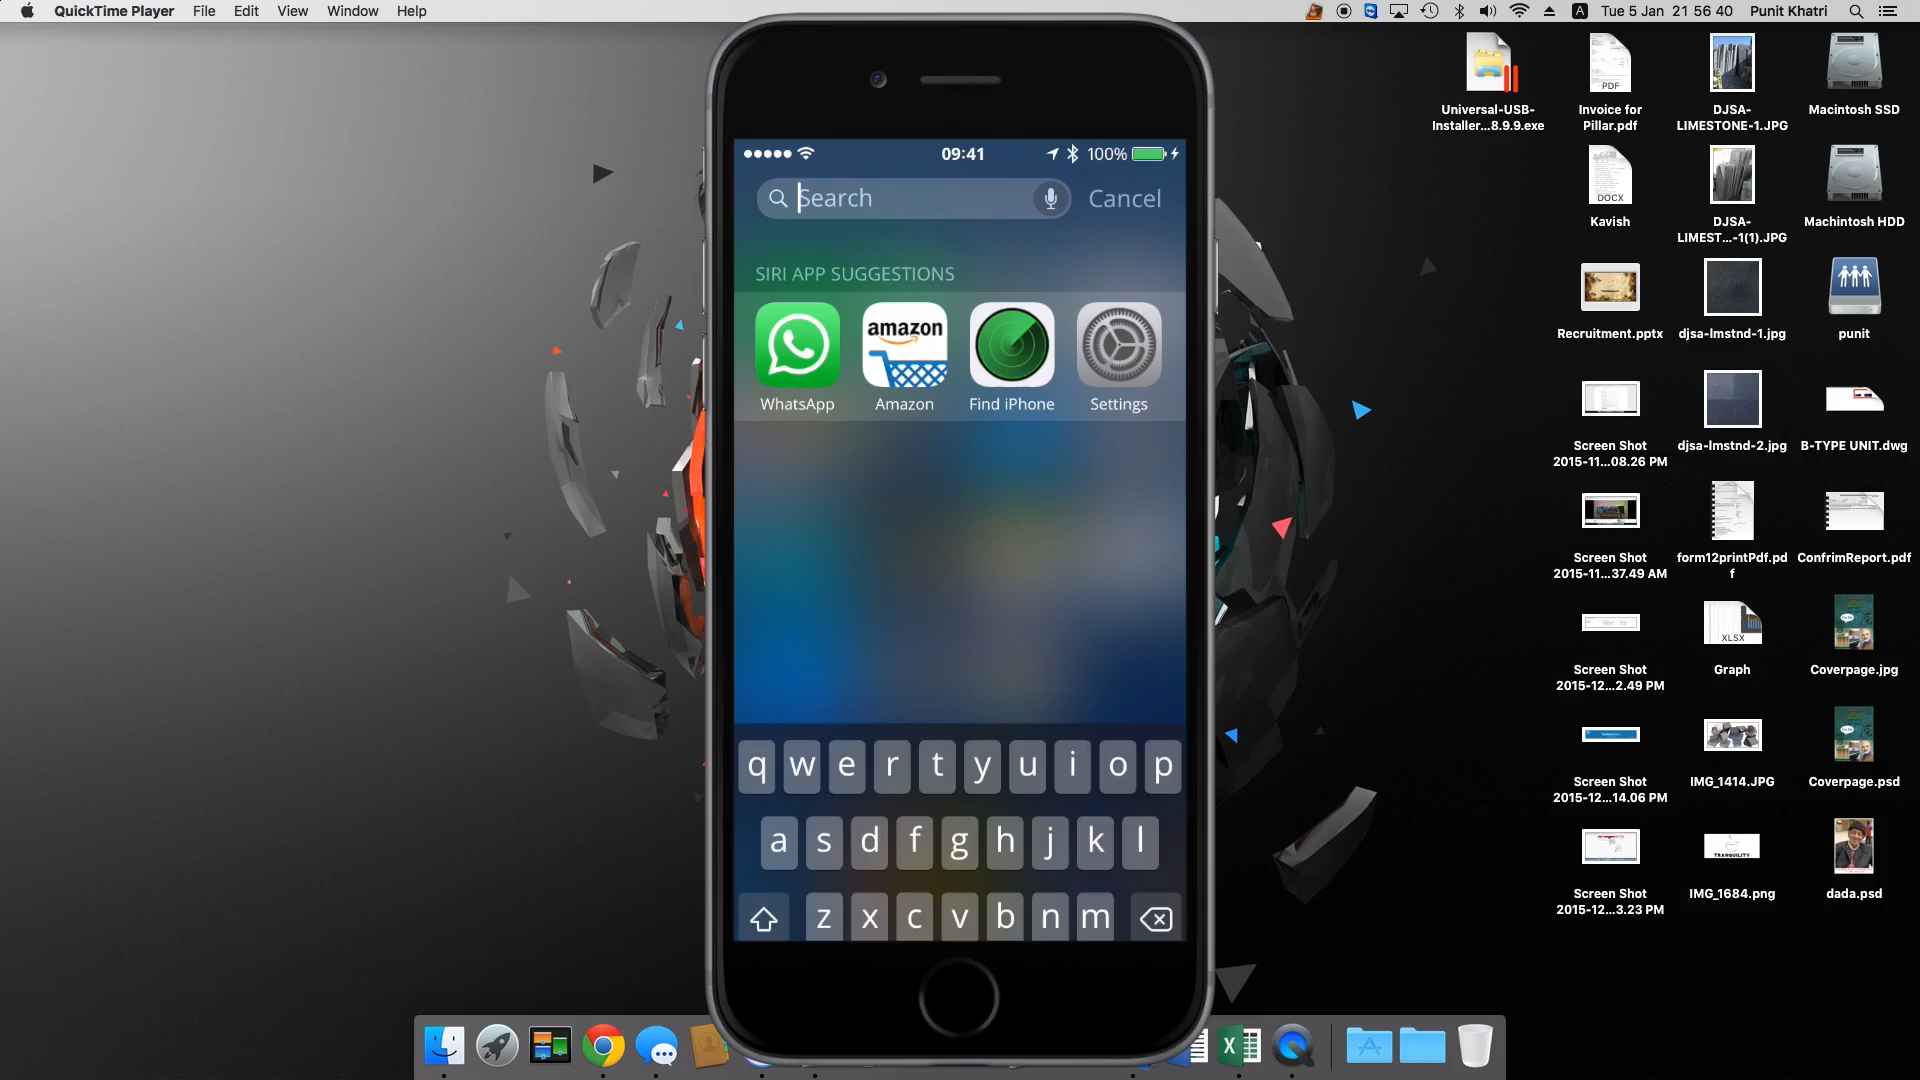 QuickTime Player File Edit View Window Help
A Tue 5 Jan 21 56 40 Punit Khatri
09:41 100%
Search Cancel
SIRI APP SUGGESTIONS
amazon
WhatsApp Amazon Find iPhone Settings
q w e r t y u i o p
a s d f g h j k l
z x c v b n m
Universal-USB-
Installer...8.9.9.exe
PDF
Invoice for
Pillar.pdf
DJSA-
LIMESTONE-1.JPG
Macintosh SSD
DOCX
Kavish
DJSA-
LIMEST...-1(1).JPG
Machintosh HDD
Recruitment.pptx
djsa-lmstnd-1.jpg
punit
Screen Shot
2015-11...08.26 PM
djsa-lmstnd-2.jpg
B-TYPE UNIT.dwg
Screen Shot
2015-11...37.49 AM
form12printPdf.pd
f
ConfrimReport.pdf
Screen Shot
2015-12...2.49 PM
XLSX
Graph
Coverpage.jpg
Screen Shot
2015-12...14.06 PM
IMG_1414.JPG
Coverpage.psd
Screen Shot
2015-12...3.23 PM
TRANQUILITY
IMG_1684.png
dada.psd